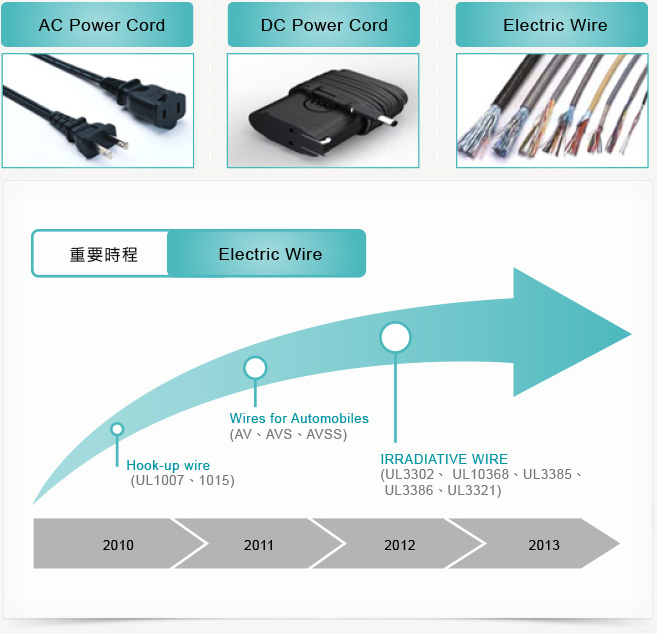 AC Power Cord
DC Power Cord
Electric Wire
重要時程
Electric Wire
Wires for Automobiles
(AV、AVS、AVSS)
Hook-up wire
(UL1007、1015)
IRRADIATIVE WIRE
(UL3302、 UL10368、UL3385、
UL3386、UL3321)
2010
2011
2012
2013